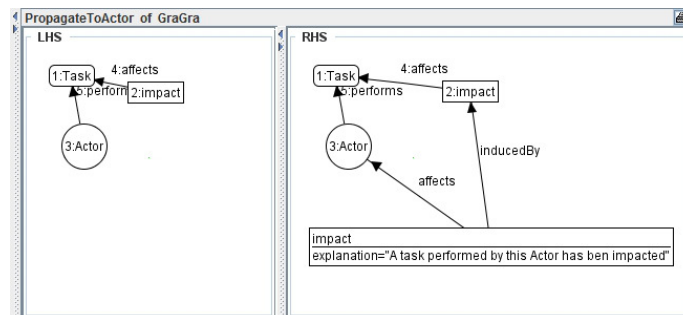 PropagateToActor of GraGra
LHS
1:Task
4:affects
5:performs
2:impact
3:Actor
RHS
1:Task
4:affects
5:performs
2:impact
3:Actor
inducedBy
affects
impact
explanation="A task performed by this Actor has ben impacted"